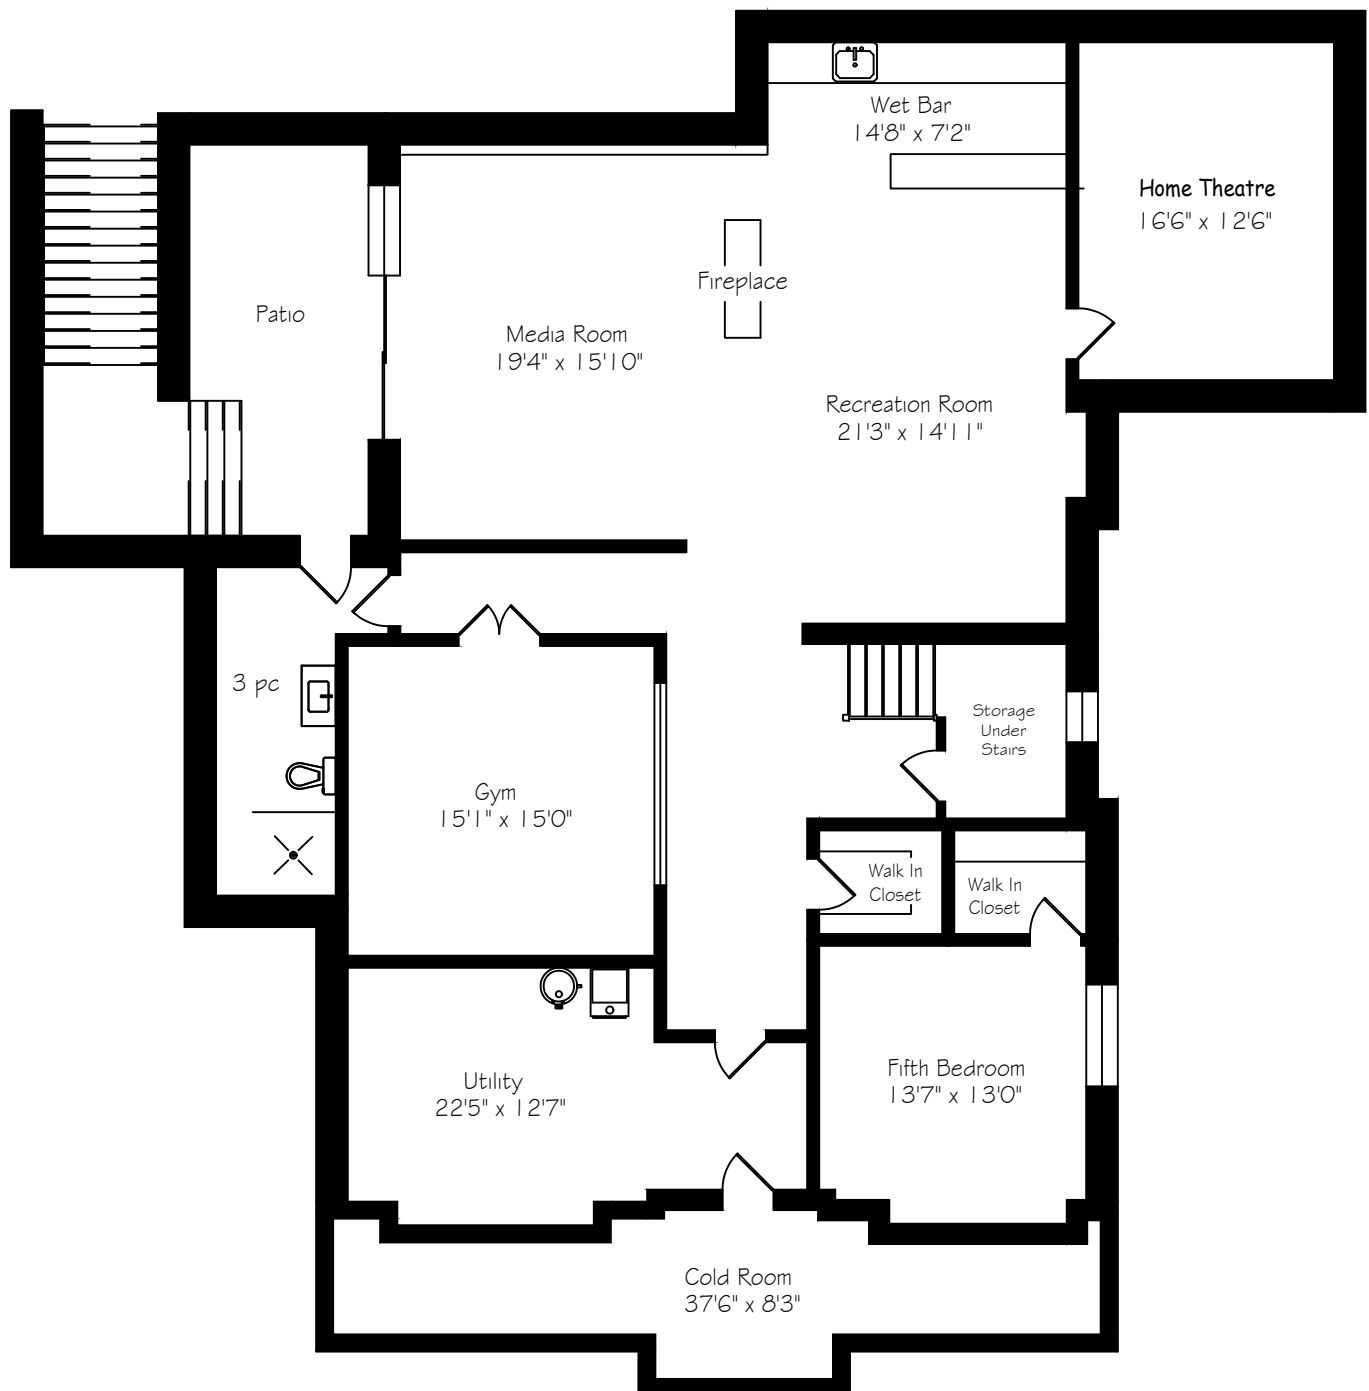 Wet Bar
14'8" x 7'2"
Home Theatre
16'6" x 12'6"
Fireplace
Patio
Media Room
19'4" x 15'10"
Recreation Room
21'3" x 14'11"
3 pc
Storage
Under
Stairs
Gym
15'1" x 15'0"
Walk In
Closet
Walk In
Closet
Fifth Bedroom
13'7" x 13'0"
Utility
22'5" x 12'7"
Cold Room
37'6" x 8'3"